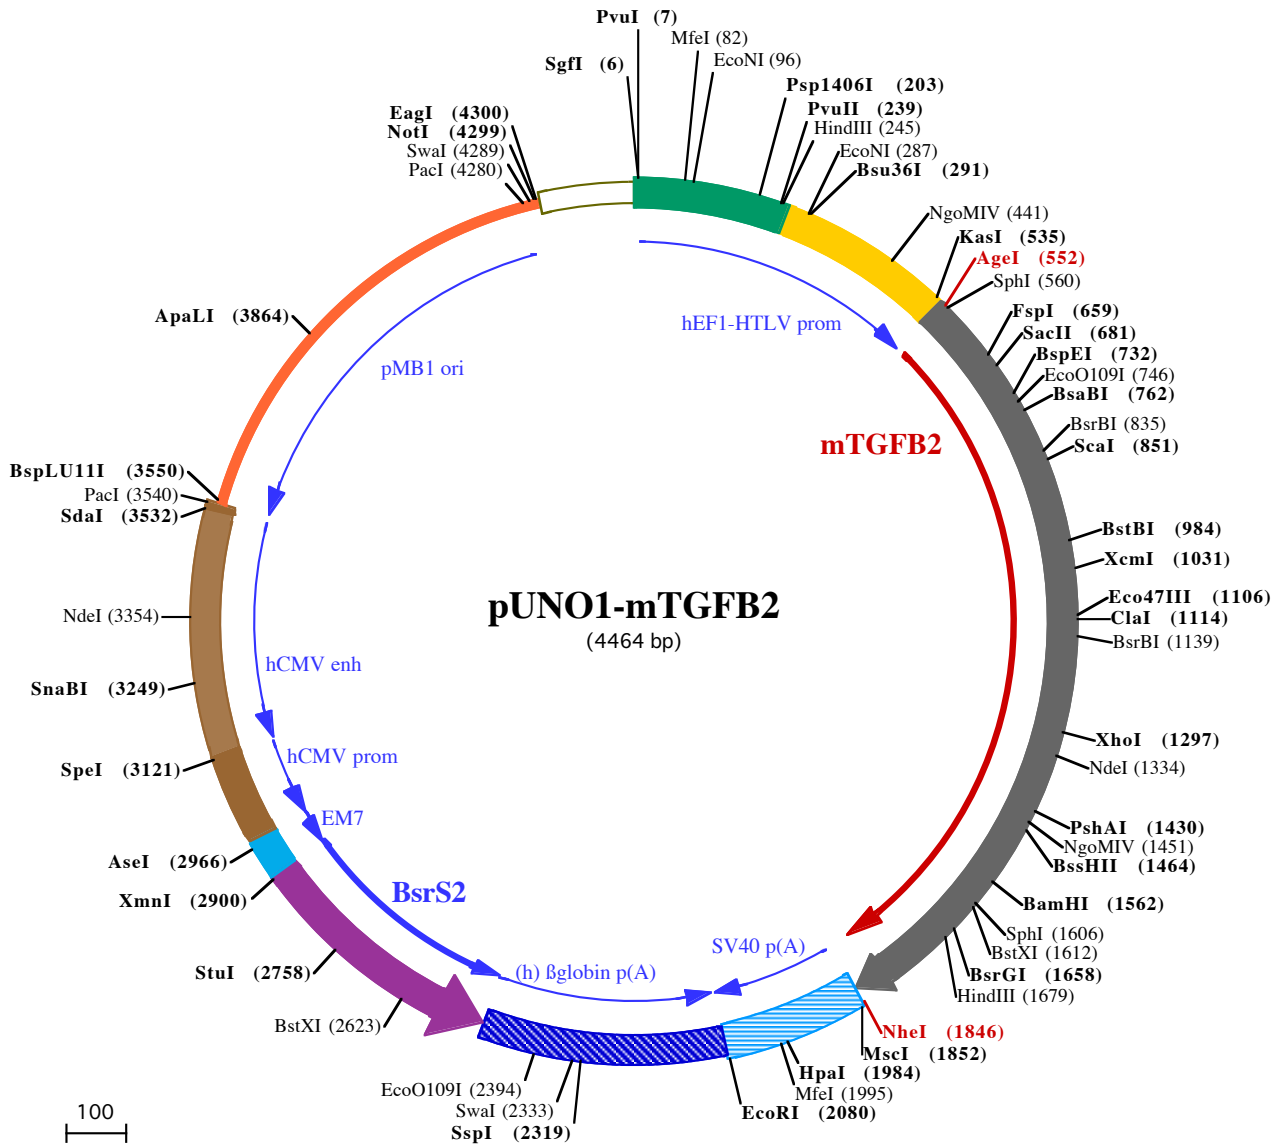 PvuI (7)
MfeI (82)
EcoNI (96)
SgfI (6)
Psp1406I (203)
PvuII (239)
HindIII (245)
EcoNI (287)
Bsu36I (291)
EagI (4300)
NotI (4299)
SwaI (4289)
PacI (4280)
NgoMIV (441)
KasI (535)
AgeI (552)
SphI (560)
FspI (659)
SacII (681)
BspEI (732)
EcoO109I (746)
BsaBI (762)
BsrBI (835)
ScaI (851)
BstBI (984)
XcmI (1031)
Eco47III (1106)
ClaI (1114)
BsrBI (1139)
XhoI (1297)
NdeI (1334)
PshAI (1430)
NgoMIV (1451)
BssHII (1464)
BamHI (1562)
SphI (1606)
BstXI (1612)
BsrGI (1658)
HindIII (1679)
NheI (1846)
MscI (1852)
HpaI (1984)
MfeI (1995)
EcoRI (2080)
SspI (2319)
SwaI (2333)
EcoO109I (2394)
BstXI (2623)
StuI (2758)
XmnI (2900)
AseI (2966)
SpeI (3121)
SnaBI (3249)
NdeI (3354)
SdaI (3532)
PacI (3540)
BspLU11I (3550)
ApaLI (3864)
hEF1-HTLV prom
pMB1 ori
mTGFB2
pUNO1-mTGFB2
(4464 bp)
hCMV enh
hCMV prom
EM7
BsrS2
(h) ßglobin p(A)
SV40 p(A)
100